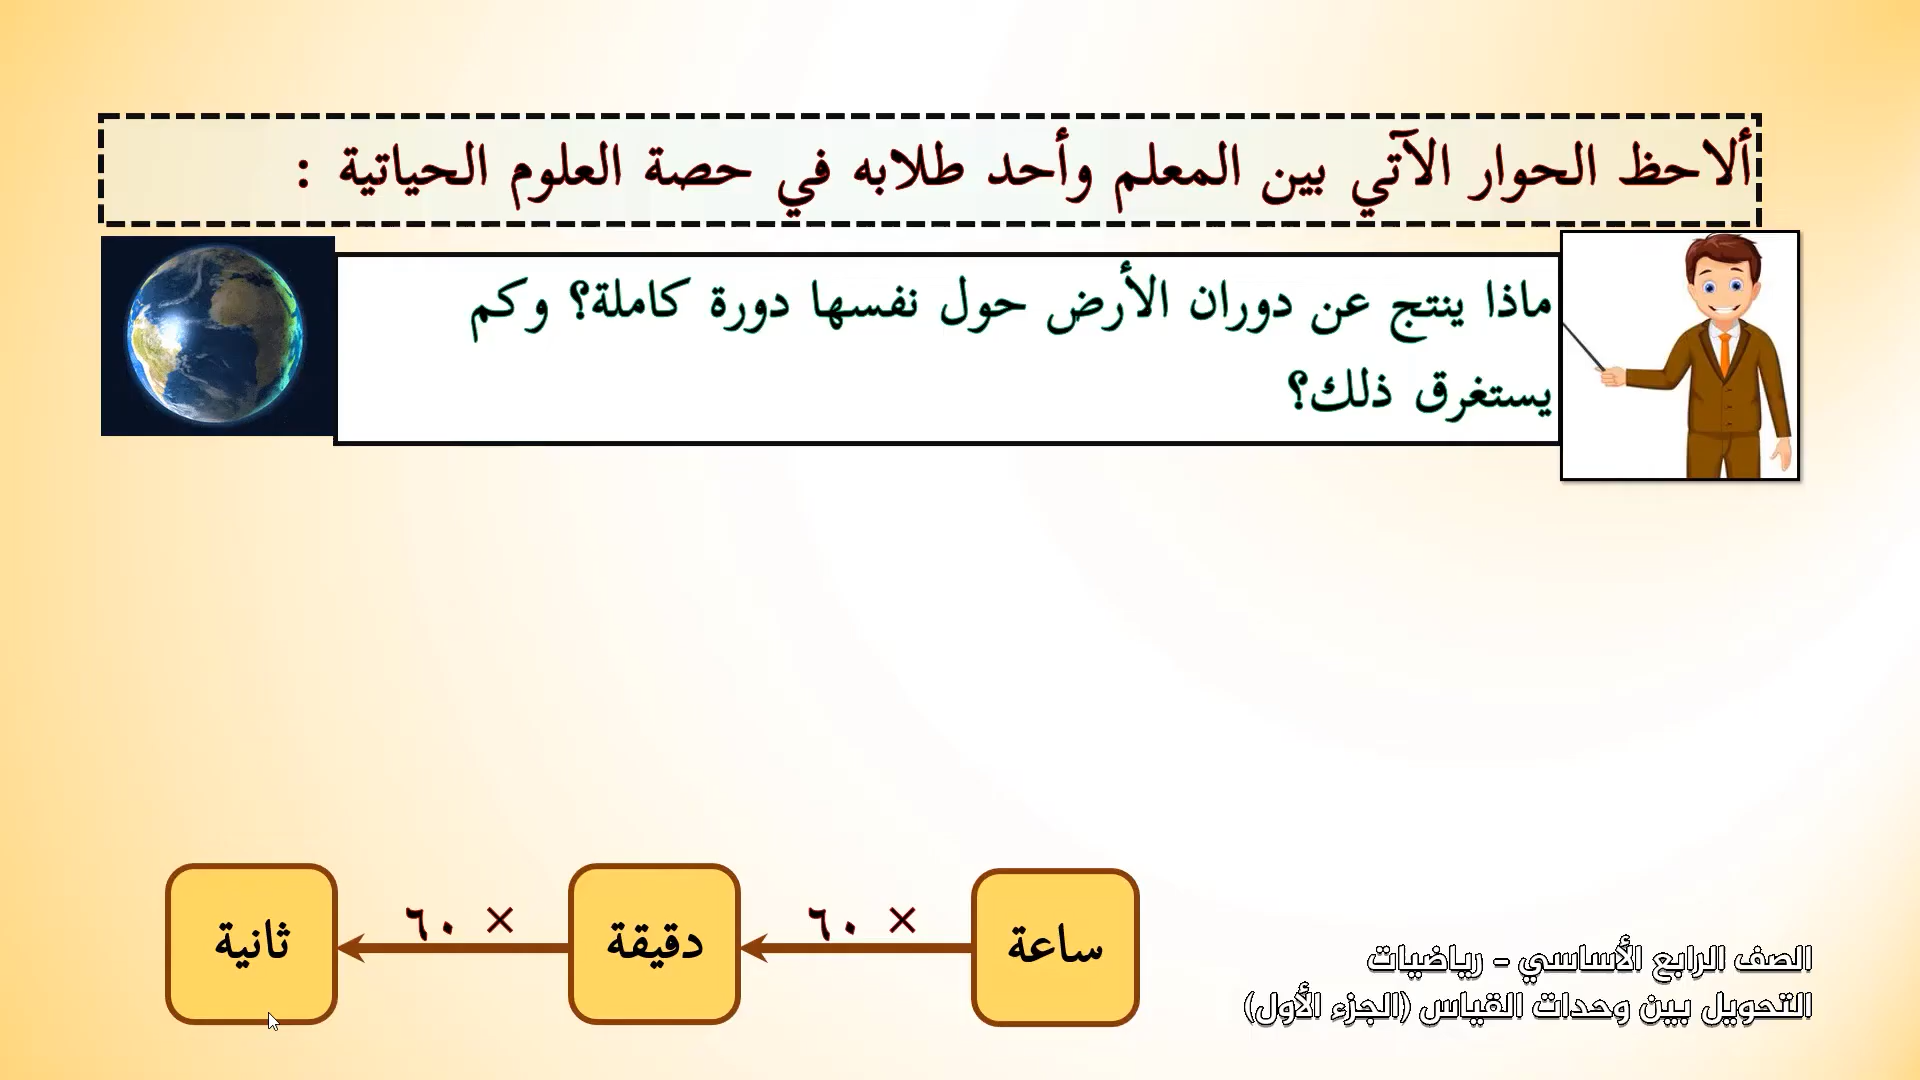 ألاحظ الحوار الآتي بين المعلم وأحد طلابه في حصة العلوم الحياتية :
ماذا ينتج عن دوران الأرض حول نفسها دورة كاملة؟ وكم
يستغرق ذلك؟
ساعة × ٦٠ دقيقة × ٦٠ ثانية
الصف الرابع الأساسي - رياضيات
التحويل بين وحدات القياس (الجزء الأول)